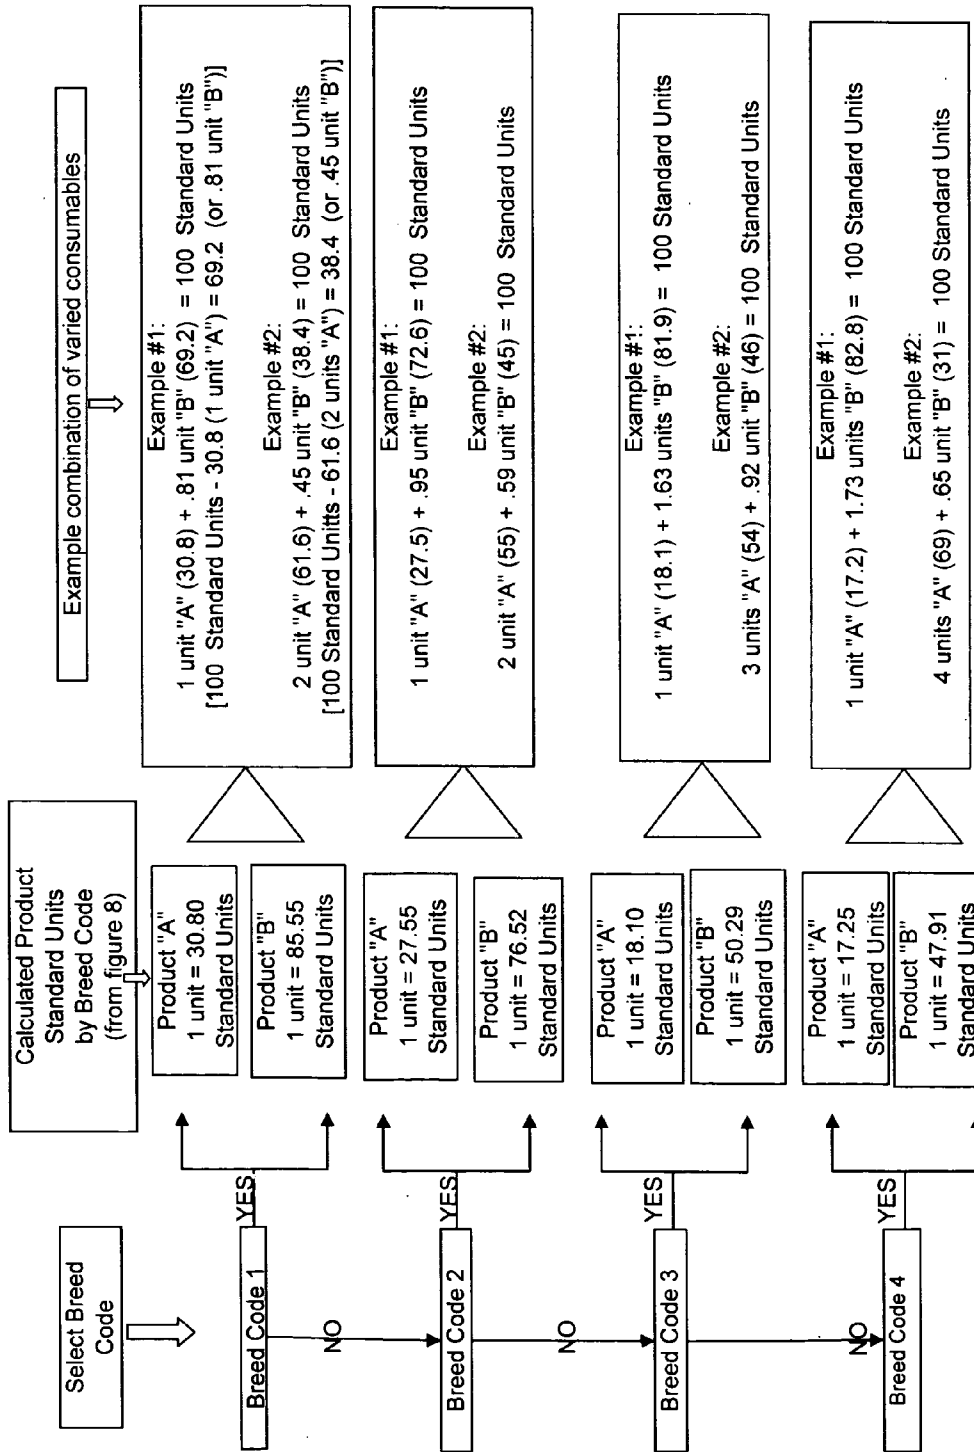 Select Breed
Code
Calculated Product
Standard Units
by Breed Code
(from figure 8)
Example combination of varied consumables
Breed Code 1
YES
NO
Product "A"
1 unit = 30.80
Standard Units
Product "B"
1 unit = 85.55
Standard Units
Example #1:
1 unit "A" (30.8) + .81 unit "B" (69.2) = 100 Standard Units
[100 Standard Units - 30.8 (1 unit "A") = 69.2 (or .81 unit "B")]
Example #2:
2 unit "A" (61.6) + .45 unit "B" (38.4) = 100 Standard Units
[100 Standard Unitts - 61.6 (2 units "A") = 38.4 (or .45 unit "B")]
Breed Code 2
YES
NO
Product "A"
1 unit = 27.55
Standard Units
Product "B"
1 unit = 76.52
Standard Units
Example #1:
1 unit "A" (27.5) + .95 unit "B" (72.6) = 100 Standard Units
Example #2:
2 unit "A" (55) + .59 unit "B" (45) = 100 Standard Units
Breed Code 3
YES
NO
Product "A"
1 unit = 18.10
Standard Units
Product "B"
1 unit = 50.29
Standard Units
Example #1:
1 unit "A" (18.1) + 1.63 units "B" (81.9) = 100 Standard Units
Example #2:
3 units "A" (54) + .92 unit "B" (46) = 100 Standard Units
Breed Code 4
YES
Product "A"
1 unit = 17.25
Standard Units
Product "B"
1 unit = 47.91
Standard Units
Example #1:
1 unit "A" (17.2) + 1.73 units "B" (82.8) = 100 Standard Units
Example #2:
4 units "A" (69) + .65 unit "B" (31) = 100 Standard Units